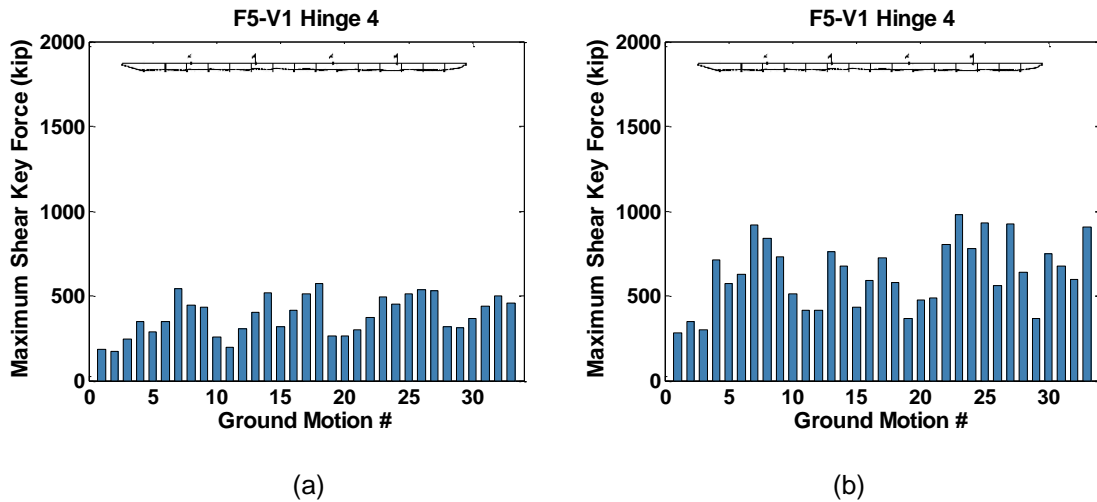 F5-V1 Hinge 4
2000
1500
1000
500
0
Maximum Shear Key Force (kip)
0 5 10 15 20 25 30
Ground Motion #
(a)
F5-V1 Hinge 4
2000
1500
1000
500
0
Maximum Shear Key Force (kip)
0 5 10 15 20 25 30
Ground Motion #
(b)